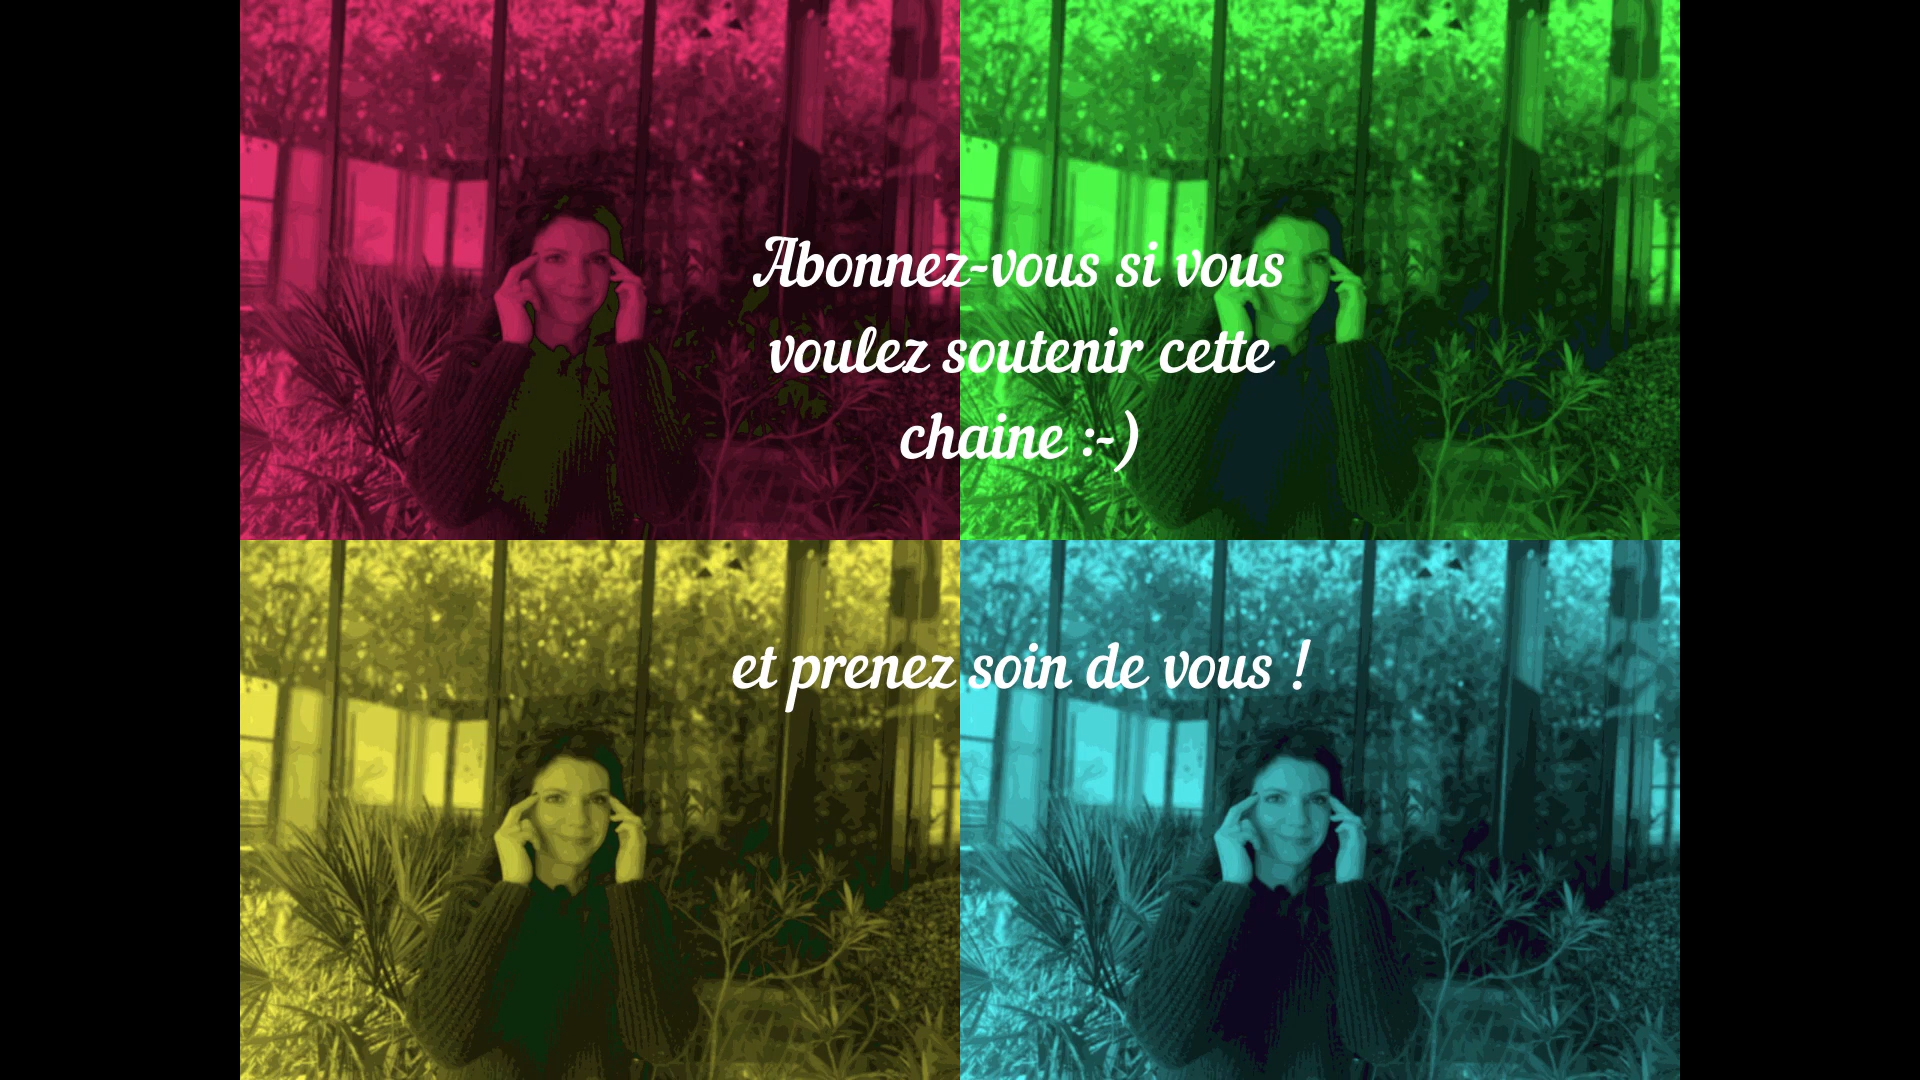 Abonnez-vous si vous
voulez soutenir cette
chaine :-)
et prenez soin de vous !